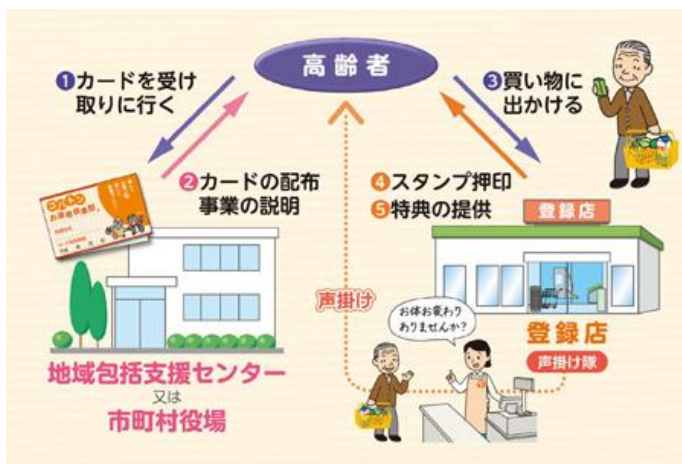 高齢者
❶カードを受け
取りに行く
❷カードの配布
事業の説明
❸買い物に
出かける
❹スタンプ押印
❺特典の提供
登録店
声掛け
お体お変わり
ありませんか?
登録店
声掛け隊
地域包括支援センター
又は
市町村役場